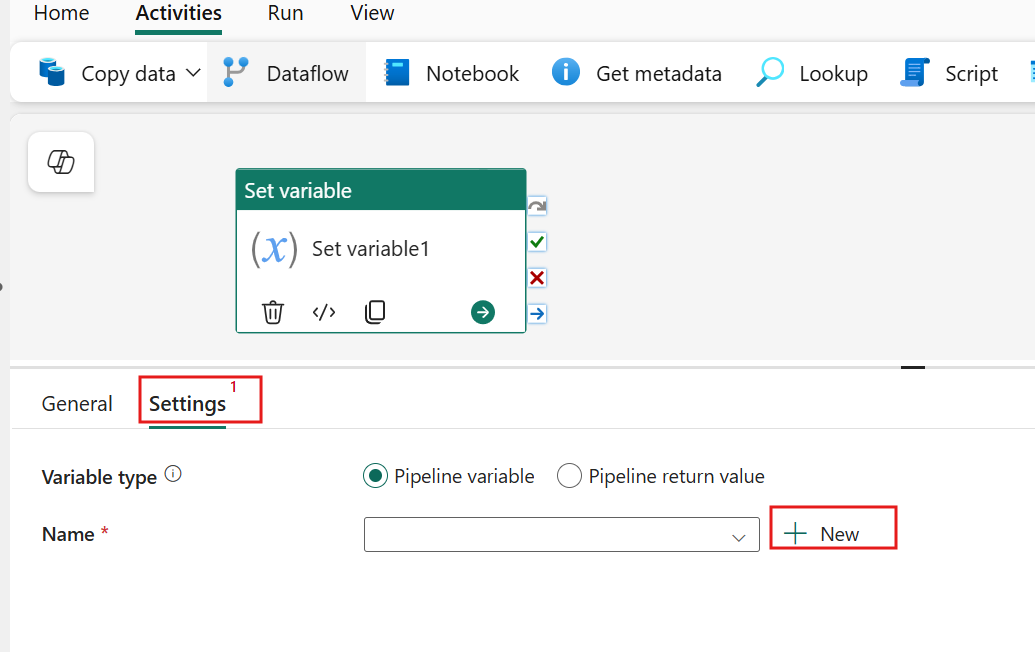 Home Activities Run View
Copy data Dataflow Notebook Get metadata Lookup Script
Set variable
(x) Set variable1
General Settings 1
Variable type Pipeline variable Pipeline return value
Name * + New